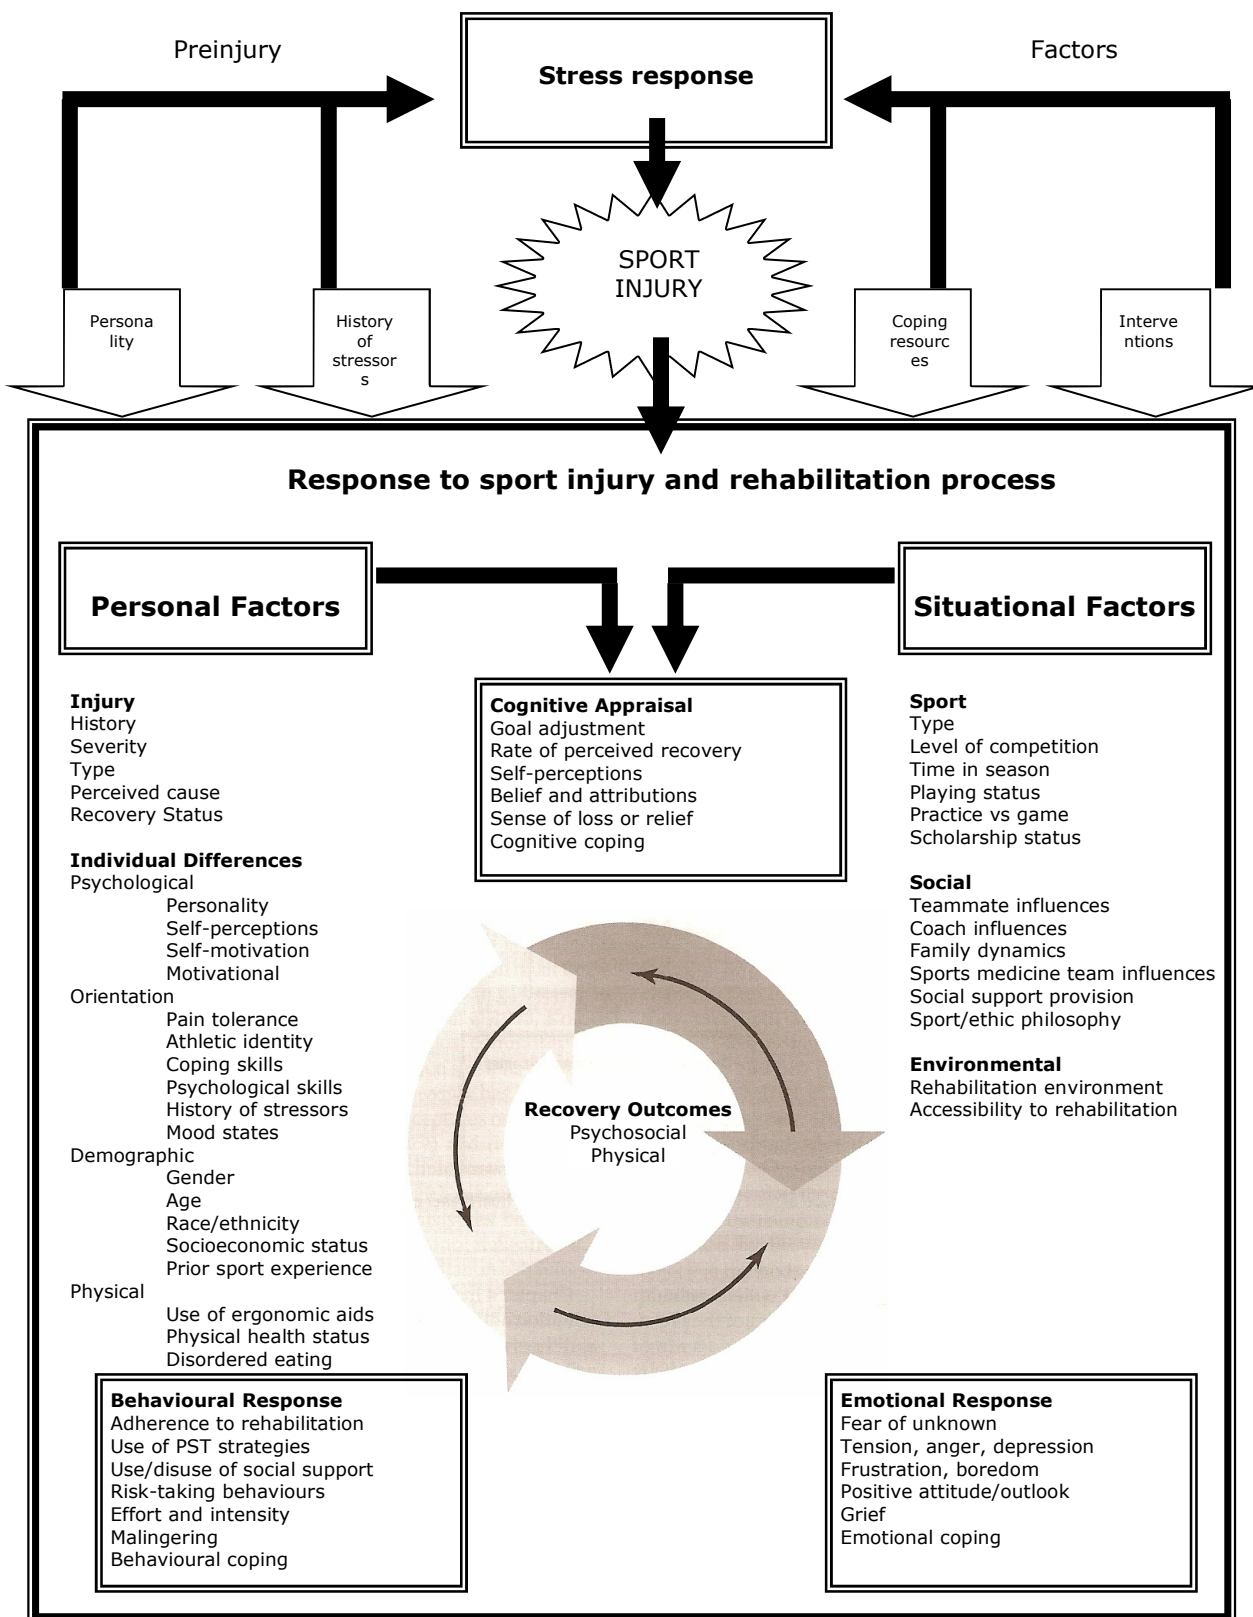 Preinjury
Factors
Stress response
SPORT
INJURY
Persona
lity
History
of
stressor
s
Coping
resourc
es
Interve
ntions
Response to sport injury and rehabilitation process
Personal Factors
Situational Factors
Injury
History
Severity
Type
Perceived cause
Recovery Status
Individual Differences
Psychological
Personality
Self-perceptions
Self-motivation
Motivational
Orientation
Pain tolerance
Athletic identity
Coping skills
Psychological skills
History of stressors
Mood states
Demographic
Gender
Age
Race/ethnicity
Socioeconomic status
Prior sport experience
Physical
Use of ergonomic aids
Physical health status
Disordered eating
Cognitive Appraisal
Goal adjustment
Rate of perceived recovery
Self-perceptions
Belief and attributions
Sense of loss or relief
Cognitive coping
Sport
Type
Level of competition
Time in season
Playing status
Practice vs game
Scholarship status
Social
Teammate influences
Coach influences
Family dynamics
Sports medicine team influences
Social support provision
Sport/ethic philosophy
Environmental
Rehabilitation environment
Accessibility to rehabilitation
Recovery Outcomes
Psychosocial
Physical
Behavioural Response
Adherence to rehabilitation
Use of PST strategies
Use/disuse of social support
Risk-taking behaviours
Effort and intensity
Malingering
Behavioural coping
Emotional Response
Fear of unknown
Tension, anger, depression
Frustration, boredom
Positive attitude/outlook
Grief
Emotional coping